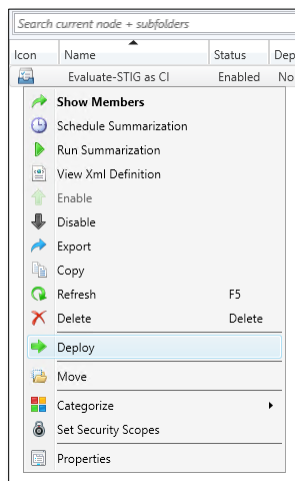 Search current node + subfolders
Icon Name Status Dep
Evaluate-STIG as CI Enabled No
Show Members
Schedule Summarization
Run Summarization
View Xml Definition
Enable
Disable
Export
Copy
Refresh F5
Delete Delete
Deploy
Move
Categorize
Set Security Scopes
Properties